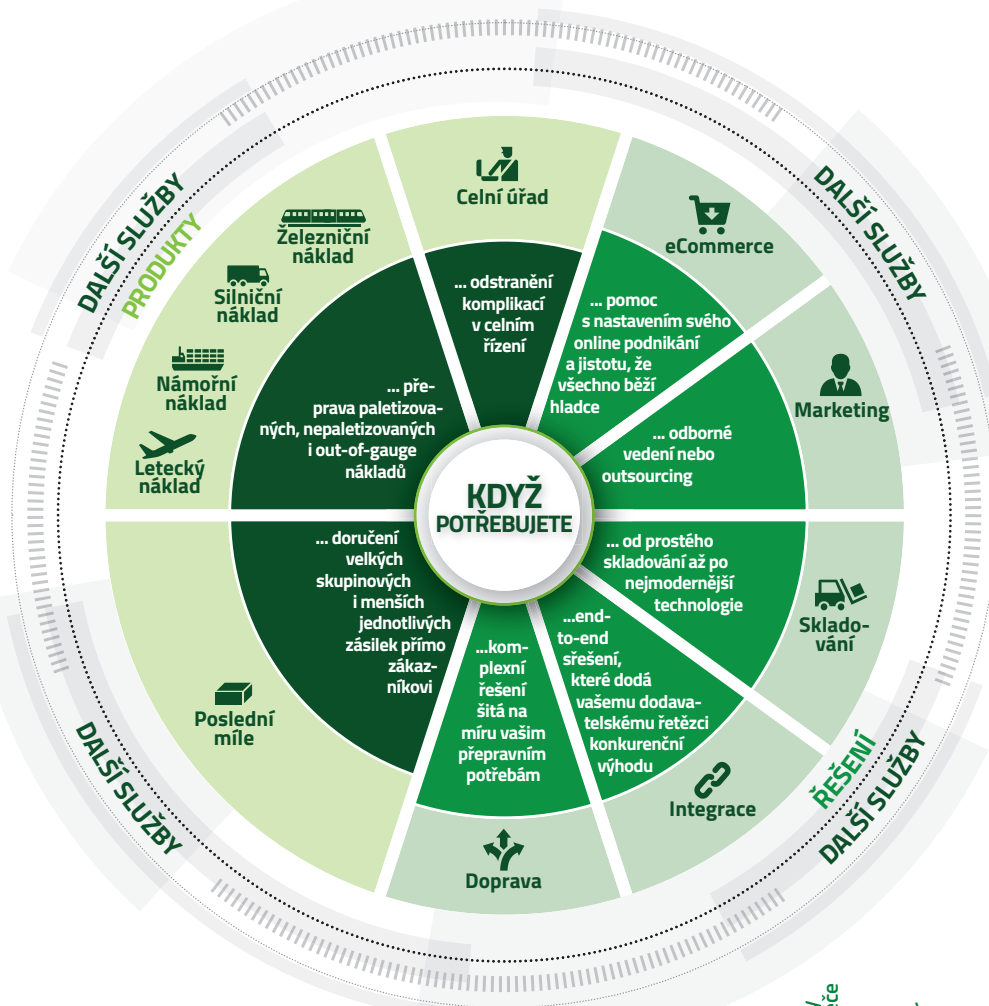 DALŠÍ SLUŽBY
PRODUKTY
Železniční
náklad
Silniční
náklad
Námořní
náklad
Letecký
náklad
... pře-
prava paletizova-
ných, nepaletizovaných
i out-of-gauge
nákladů
Celní úřad
... odstranění
komplikací
v celním
řízení
eCommerce
... pomoc
s nastavením svého
online podnikání
a jistotu, že
všechno běží
hladce
DALŠÍ SLUŽBY
Marketing
... odborné
vedení nebo
outsourcing
KDYŽ
POTŘEBUJETE
... od prostého
skladování až po
nejmodernější
technologie
Sklado-
vání
...end-
to-end
sřešení,
které dodá
vašemu dodava-
telskému řetězci
konkurenční
výhodu
Integrace
ŘEŠENÍ
DALŠÍ SLUŽBY
...kom-
plexní
řešení
šitá na
míru vašim
přepravním
potřebám
Doprava
... doručení
velkých
skupinových
i menších
jednotlivých
zásilek přímo
zákaz-
níkovi
Poslední
míle
DALŠÍ SLUŽBY